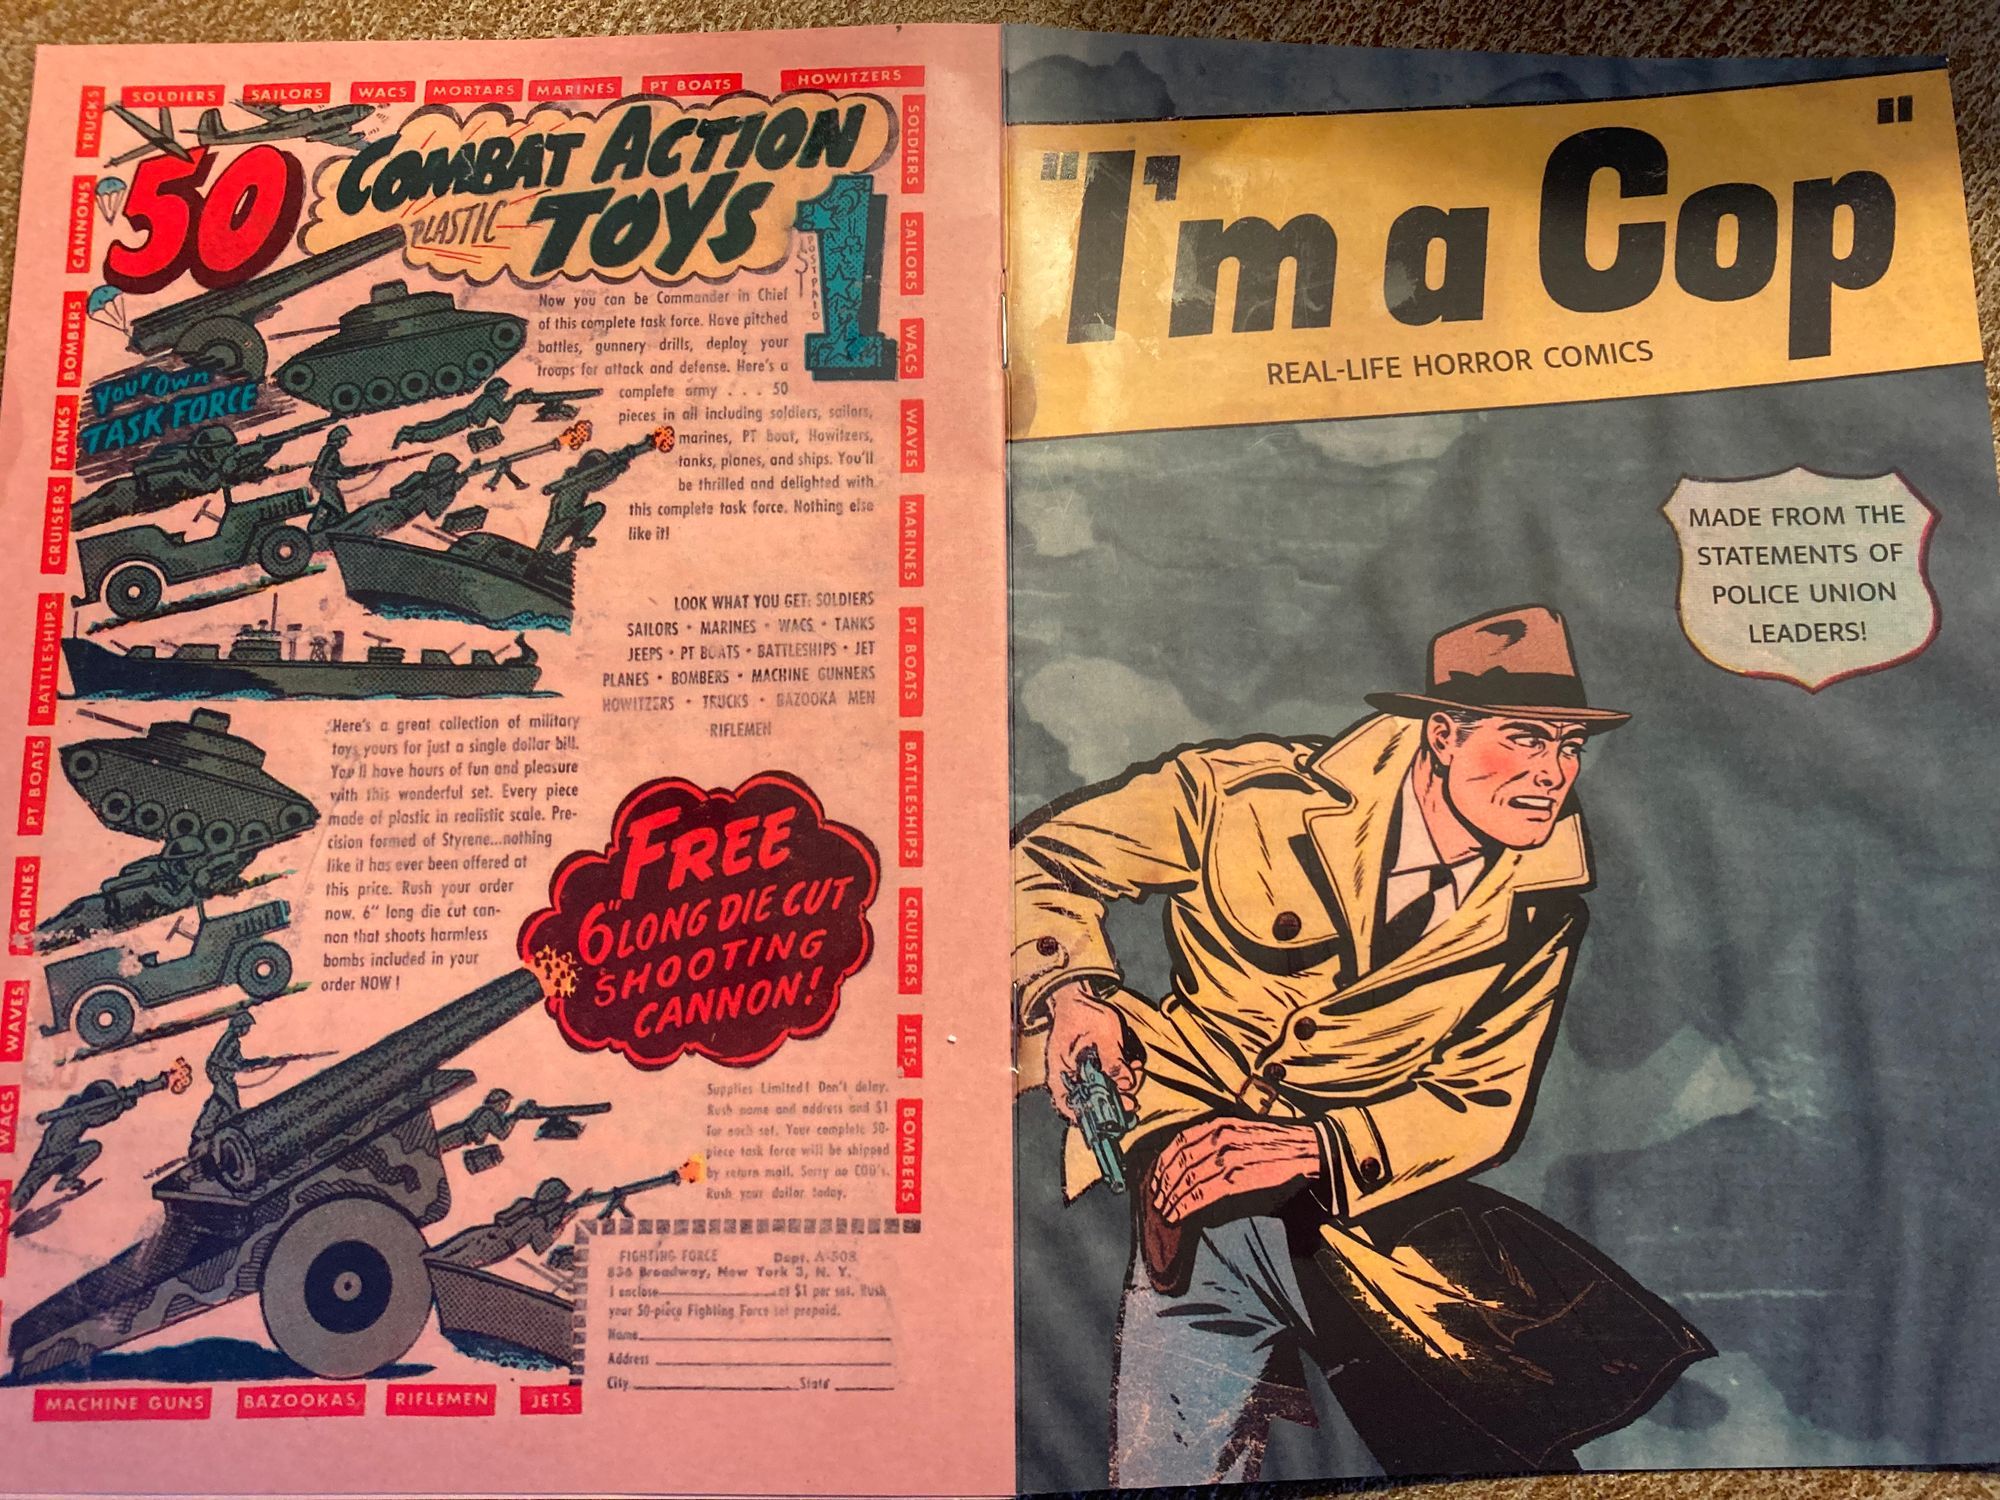 SOLDIERS SAILORS WACS MORTARS MARINES PT BOATS HOWITZERS
TRUCKS
CANNONS
BOMBERS
TANKS
CRUISERS
BATTLESHIPS
PT BOATS
MARINES
WAVES
WACS
50 COMBAT ACTION
PLASTIC TOYS
$1
POSTPAID
YOUR OWN
TASK FORCE
Now you can be Commander in Chief
of this complete task force. Have pitched
battles, gunnery drills, deploy your
troops for attack and defense. Here's a
complete army . . . 50
pieces in all including soldiers, sailors,
marines, PT boat, Howitzers,
tanks, planes, and ships. You'll
be thrilled and delighted with
this complete task force. Nothing else
like it!
LOOK WHAT YOU GET: SOLDIERS
SAILORS • MARINES • WACS • TANKS
JEEPS • PT BOATS • BATTLESHIPS • JET
PLANES • BOMBERS • MACHINE GUNNERS
HOWITZERS • TRUCKS • BAZOOKA MEN
RIFLEMEN
Here's a great collection of military
toys yours for just a single dollar bill.
You'll have hours of fun and pleasure
with this wonderful set. Every piece
made of plastic in realistic scale. Pre-
cision formed of Styrene...nothing
like it has ever been offered at
this price. Rush your order
now. 6" long die cut can-
non that shoots harmless
bombs included in your
order NOW!
FREE
6" LONG DIE CUT
SHOOTING
CANNON!
Supplies Limited! Don't delay.
Rush name and address and $1
for each set. Your complete 50-
piece task force will be shipped
by return mail. Sorry no COD's.
Rush your dollar today.
FIGHTING FORCE Dept. A-508
836 Broadway, New York 3, N. Y.
I enclose at $1 per set. Rush
your 50-piece Fighting Force set prepaid.
Name
Address
City State
SOLDIERS
SAILORS
WACS
WAVES
MARINES
PT BOATS
BATTLESHIPS
CRUISERS
JETS
BOMBERS
MACHINE GUNS BAZOOKAS RIFLEMEN JETS
"I'm a Cop"
REAL-LIFE HORROR COMICS
MADE FROM THE
STATEMENTS OF
POLICE UNION
LEADERS!